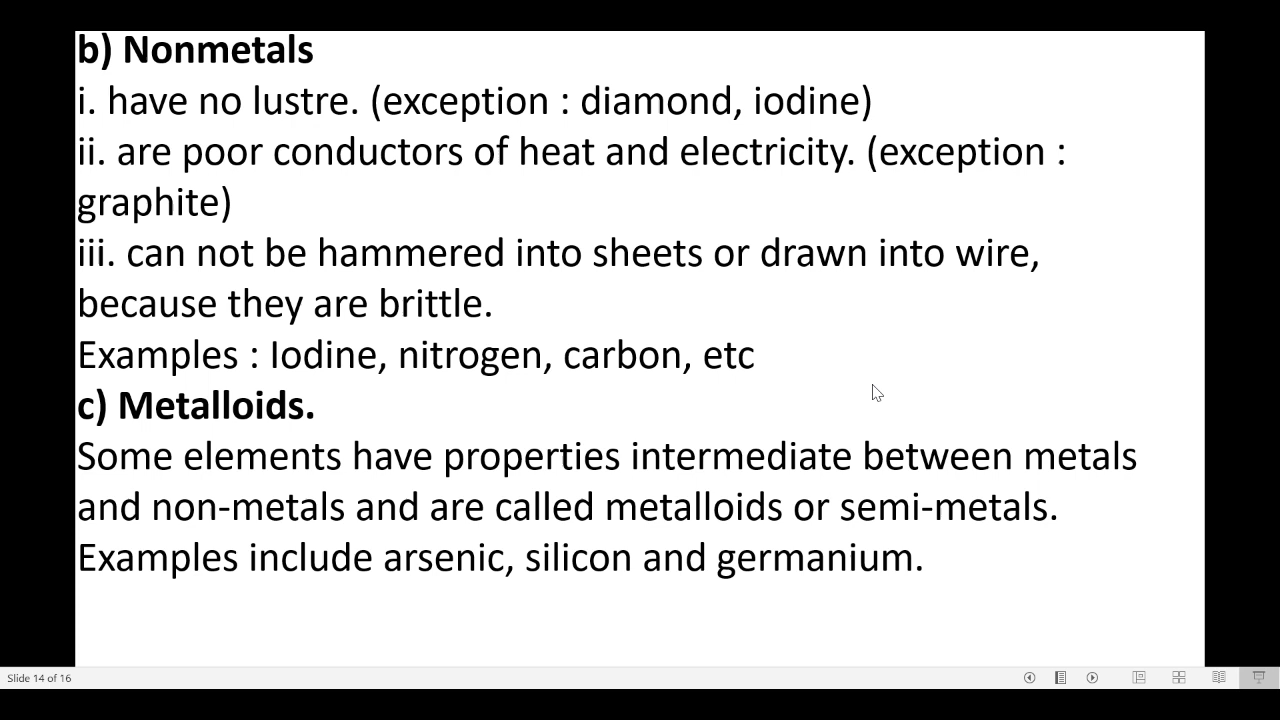 b) Nonmetals
i. have no lustre. (exception : diamond, iodine)
ii. are poor conductors of heat and electricity. (exception :
graphite)
iii. can not be hammered into sheets or drawn into wire,
because they are brittle.
Examples : Iodine, nitrogen, carbon, etc
c) Metalloids.
Some elements have properties intermediate between metals
and non-metals and are called metalloids or semi-metals.
Examples include arsenic, silicon and germanium.
Slide 14 of 16